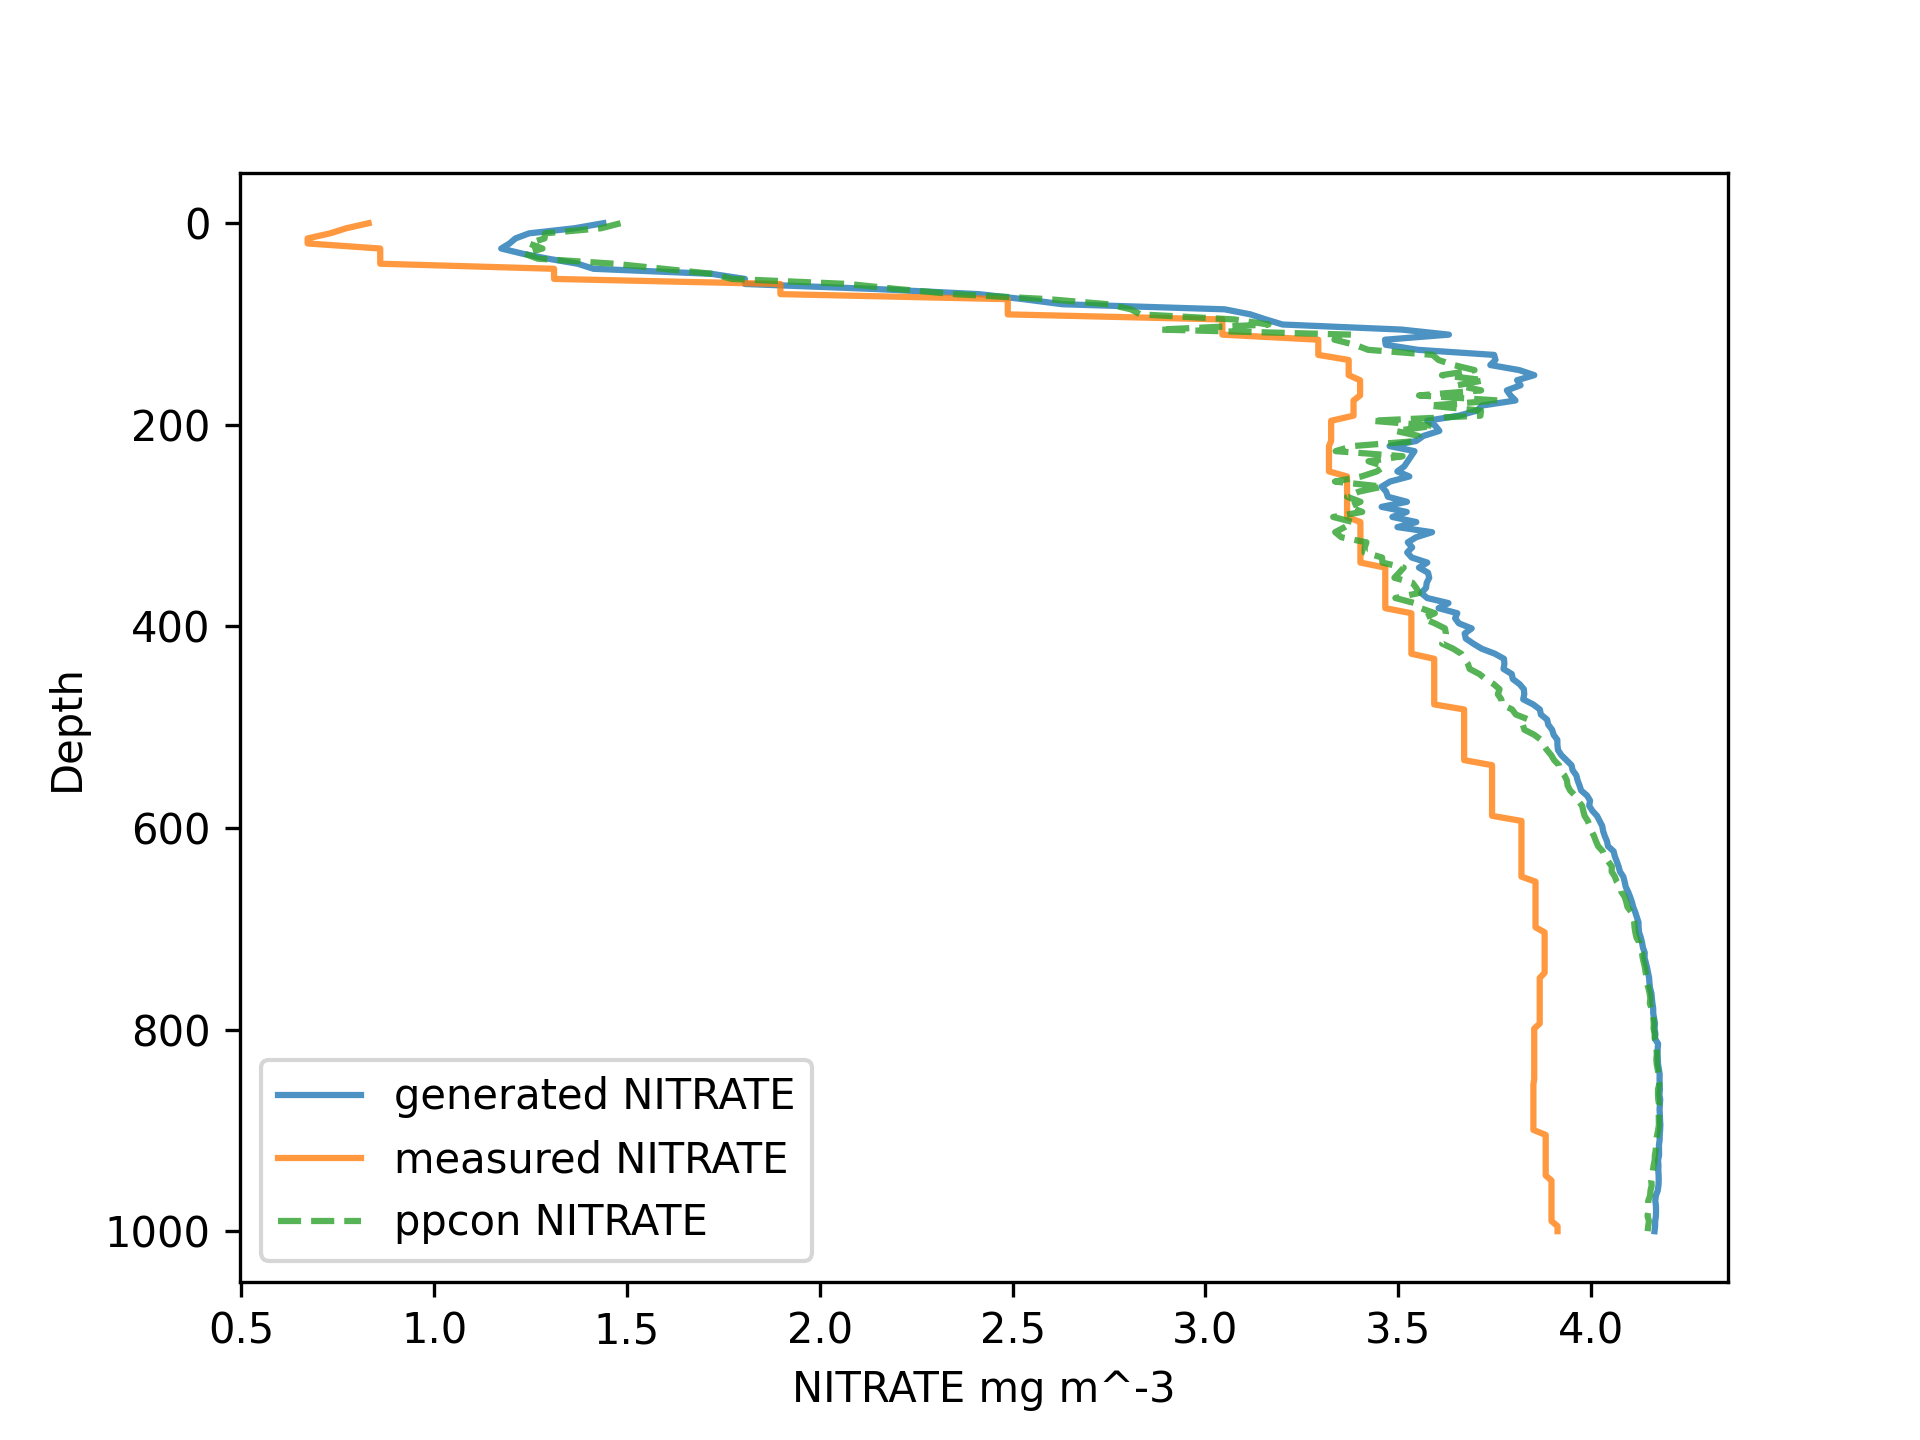 0
200
400
600
800
1000
Depth
generated NITRATE
measured NITRATE
ppcon NITRATE
0.5 1.0 1.5 2.0 2.5 3.0 3.5 4.0
NITRATE mg m^-3